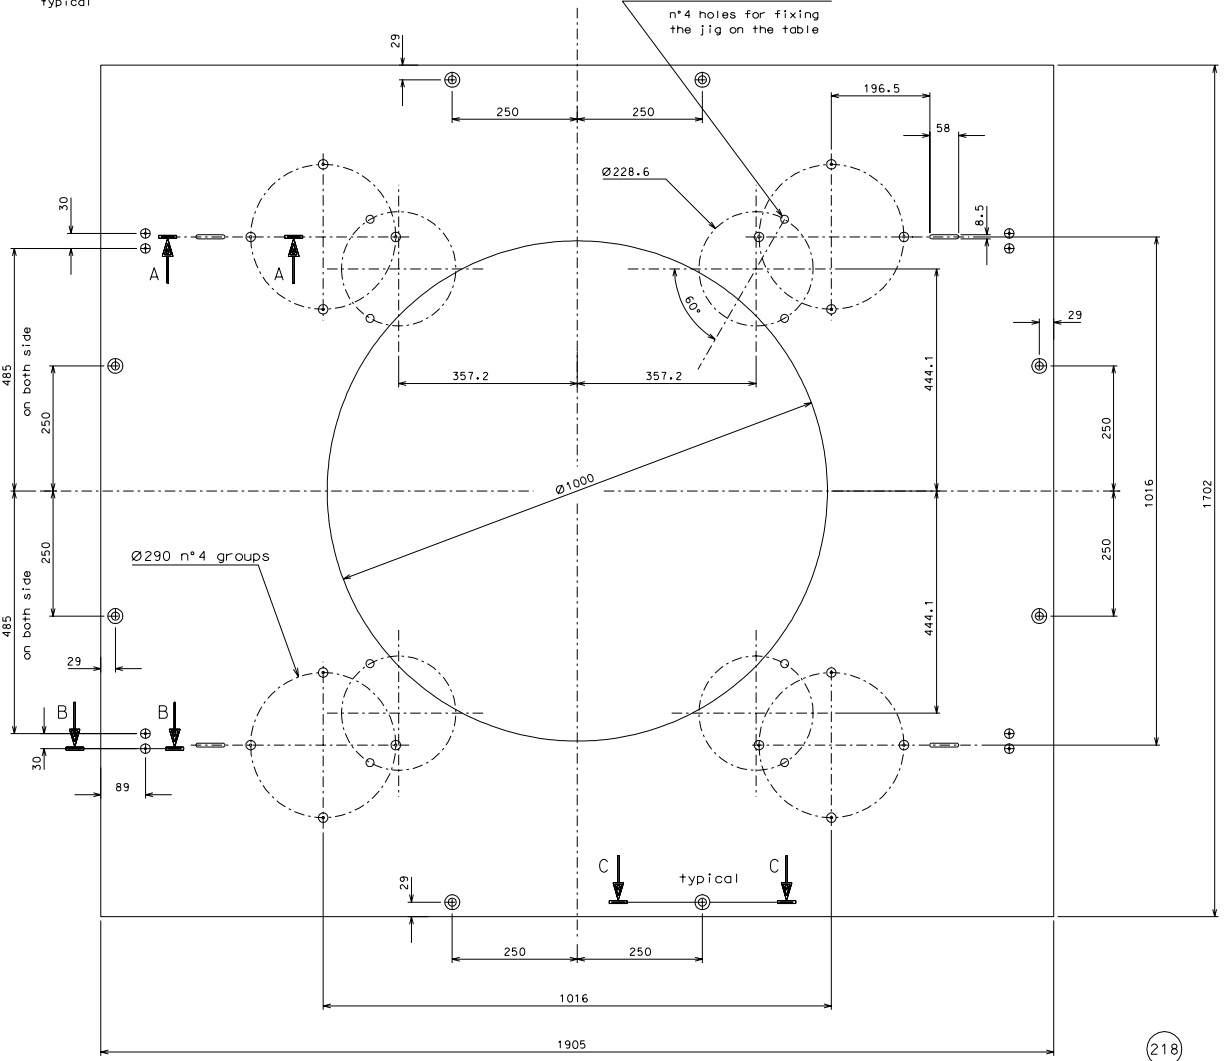 typical
n°4 holes for fixing
the jig on the table
29
250
250
196.5
58
Ø228.6
8.5
30
A
A
60°
29
485
on both side
250
357.2
357.2
444.1
250
Ø1000
1016
1702
Ø290 n°4 groups
250
485
on both side
444.1
250
29
B
B
30
89
C
typical
C
29
250
250
1016
1905
218